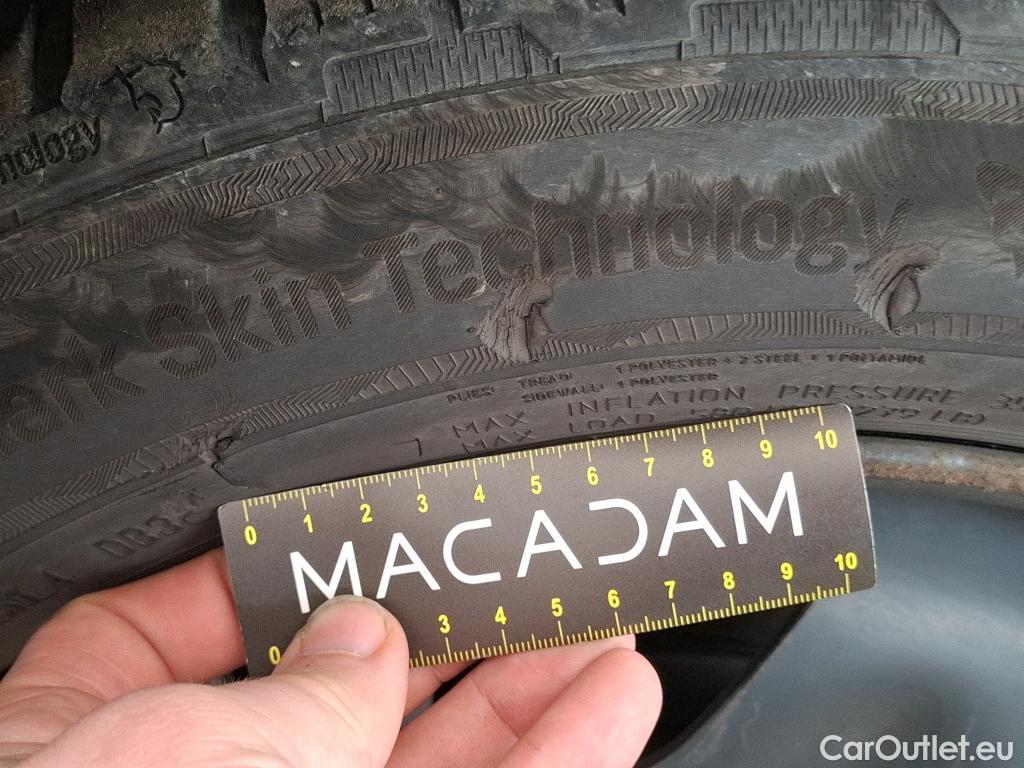 nology
ark Skin Technology
PLIES TREAD 1 POLYESTER + 2 STEEL + 1 POLYAMIDE
SIDEWALL 1 POLYESTER
MAX INFLATION PRESSURE
MAX LOAD
0 1 2 3 4 5 6 7 8 9 10
MACADAM
0 3 4 5 6 7 8 9 10
CarOutlet.eu